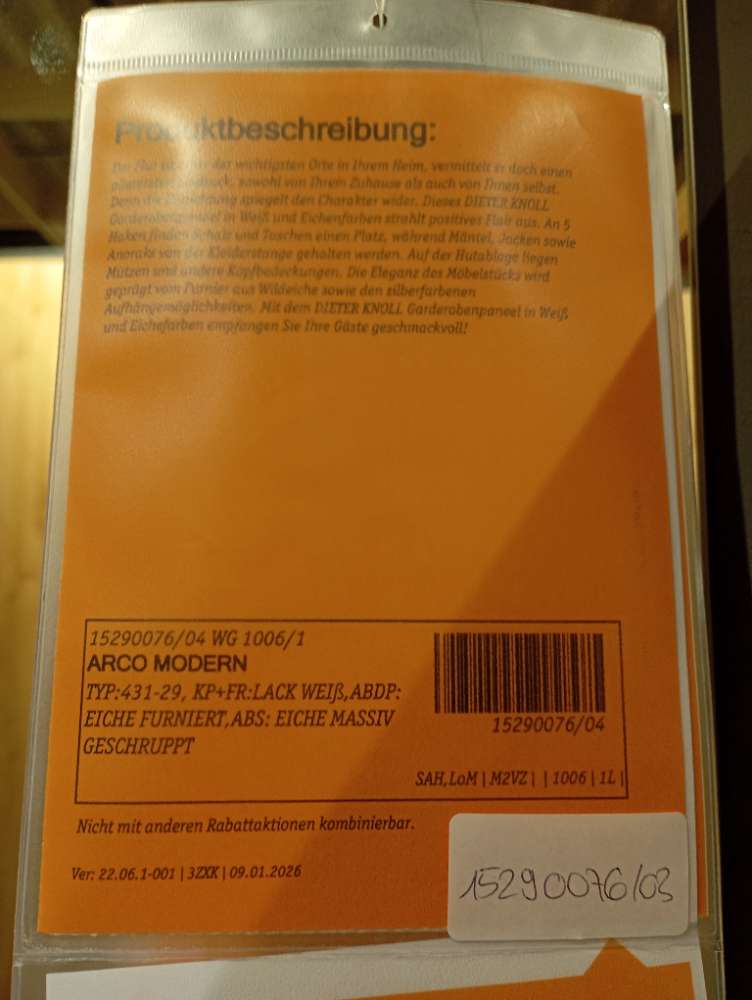 Produktbeschreibung:
Der Flur ist einer der wichtigsten Orte in Ihrem Heim, vermittelt er doch einen
Eindruck, sowohl von Ihrem Zuhause als auch von Ihnen selbst.
Denn die Einrichtung spiegelt den Charakter wider. Dieses DIETER KNOLL
Garderobenpaneel in Weiß und Eichefarben strahlt positives Flair aus. An 5
Haken finden Schals und Taschen einen Platz, während Mäntel, Jacken sowie
Anoraks von der Kleiderstange gehalten werden. Auf der Hutablage liegen
Mützen und andere Kopfbedeckungen. Die Eleganz des Möbelstücks wird
geprägt vom Furnier aus Wildeiche sowie den silberfarbenen
Aufhängemöglichkeiten. Mit dem DIETER KNOLL Garderobenpaneel in Weiß
und Eichefarben empfangen Sie Ihre Gäste geschmackvoll!
15290076/04 WG 1006/1
ARCO MODERN
TYP:431-29, KP+FR:LACK WEIß,ABDP:
EICHE FURNIERT,ABS: EICHE MASSIV
GESCHRUPPT
15290076/04
SAH,LoM | M2VZ | | 1006 | 1L |
Nicht mit anderen Rabattaktionen kombinierbar.
Ver: 22.06.1-001 | 3ZXK | 09.01.2026
15290076/03